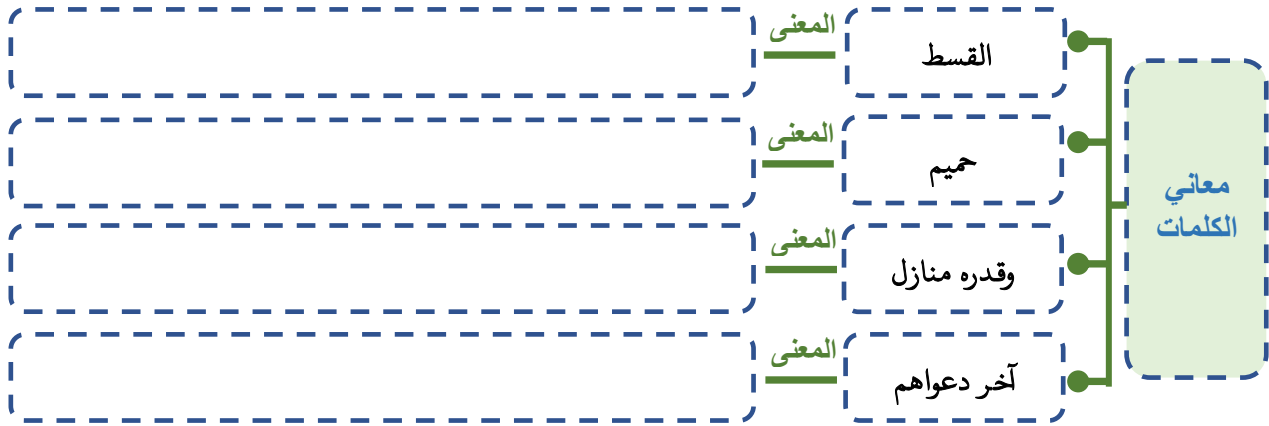 معاني
الكلمات
القسط
المعنى
حميم
المعنى
وقدره منازل
المعنى
آخر دعواهم
المعنى